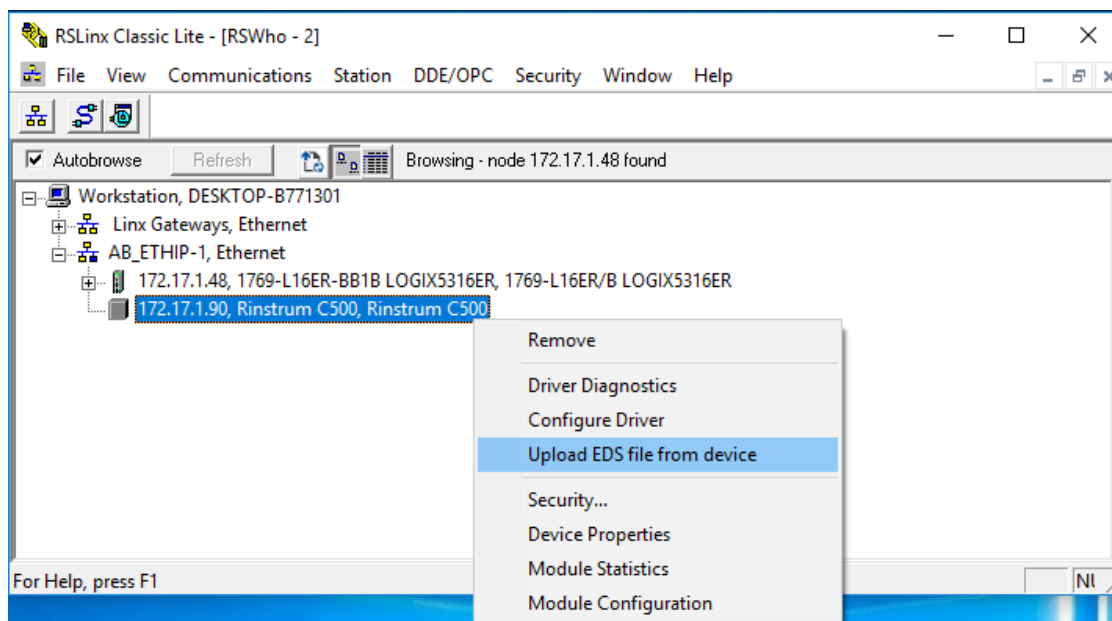 RSLinx Classic Lite - [RSWho - 2]
File View Communications Station DDE/OPC Security Window Help
Autobrowse Refresh Browsing - node 172.17.1.48 found
Workstation, DESKTOP-B771301
Linx Gateways, Ethernet
AB_ETHIP-1, Ethernet
172.17.1.48, 1769-L16ER-BB1B LOGIX5316ER, 1769-L16ER/B LOGIX5316ER
172.17.1.90, Rinstrum C500, Rinstrum C500
Remove
Driver Diagnostics
Configure Driver
Upload EDS file from device
Security...
Device Properties
Module Statistics
Module Configuration
For Help, press F1